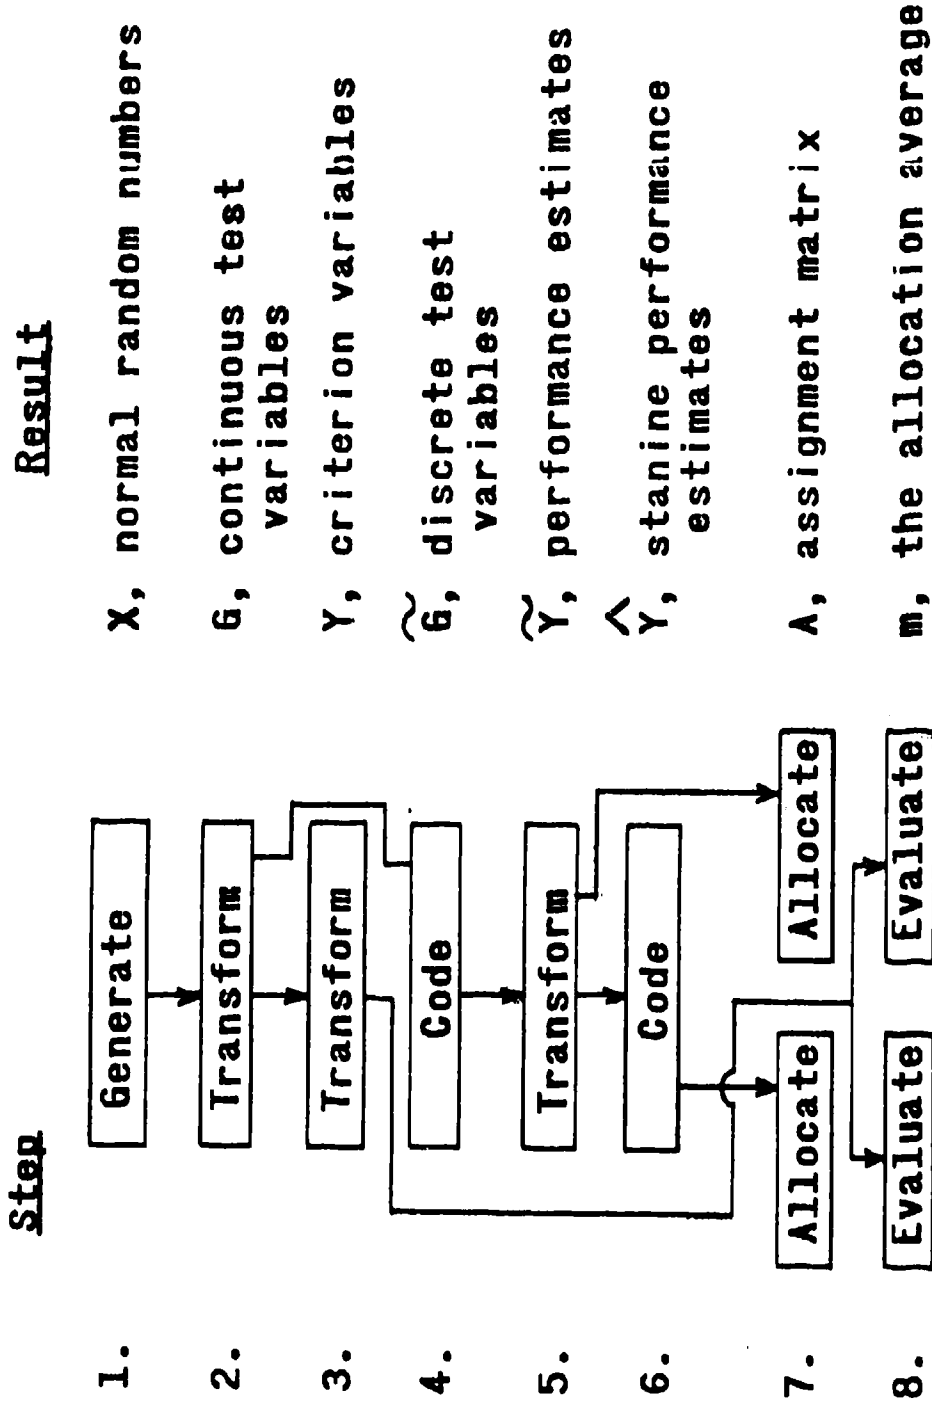 Step Result
1. Generate X, normal random numbers
2. Transform G, continuous test
variables
3. Transform Y, criterion variables
4. Code G̃, discrete test
variables
5. Transform Ỹ, performance estimates
6. Code Ŷ, stanine performance
estimates
7. Allocate Allocate A, assignment matrix
8. Evaluate Evaluate m, the allocation average